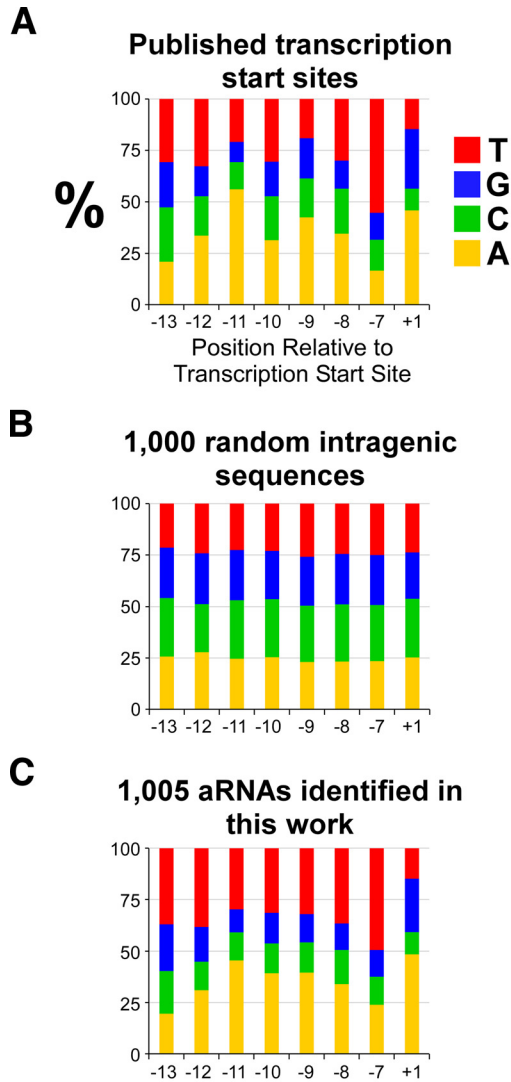 A
Published transcription
start sites
100
75
50
25
0
%
-13 -12 -11 -10 -9 -8 -7 +1
Position Relative to
Transcription Start Site
T
G
C
A
B
1,000 random intragenic
sequences
100
75
50
25
0
-13 -12 -11 -10 -9 -8 -7 +1
C
1,005 aRNAs identified in
this work
100
75
50
25
0
-13 -12 -11 -10 -9 -8 -7 +1